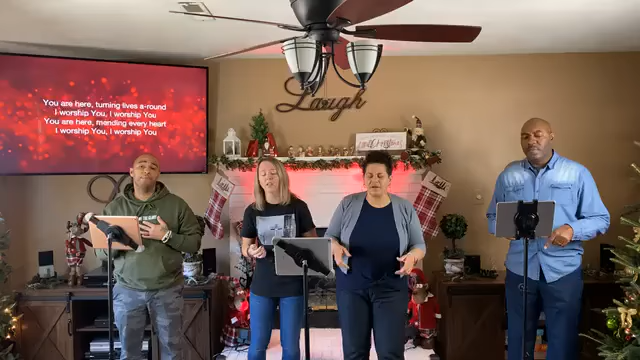 You are here, turning lives a-round
I worship You, I worship You
You are here, mending every heart
I worship You, I worship You
Laugh